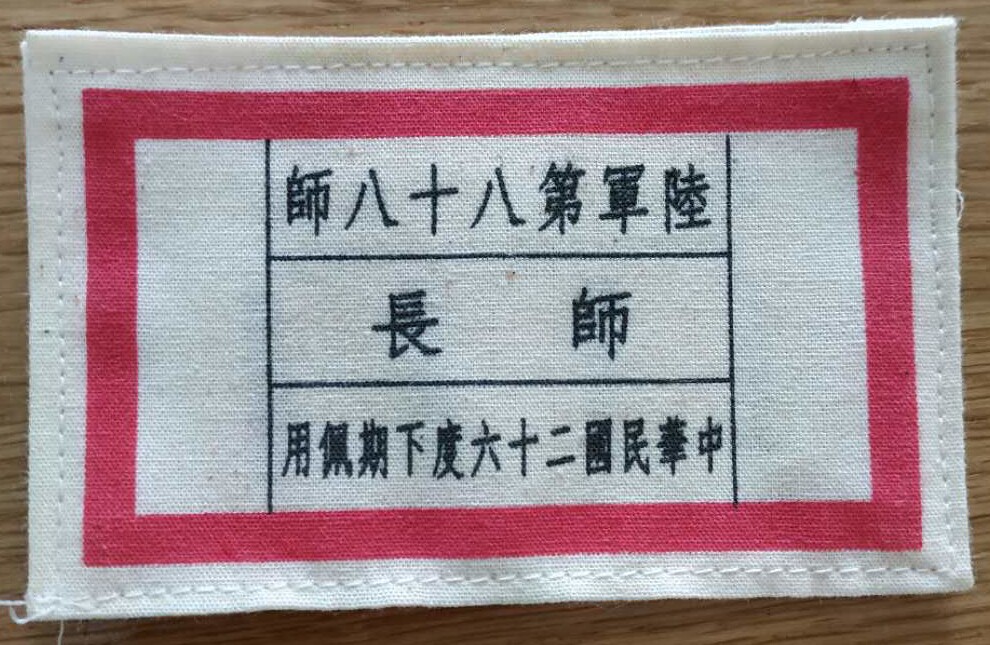 陸軍第八十八師
師長
中華民國二十六度下期佩用